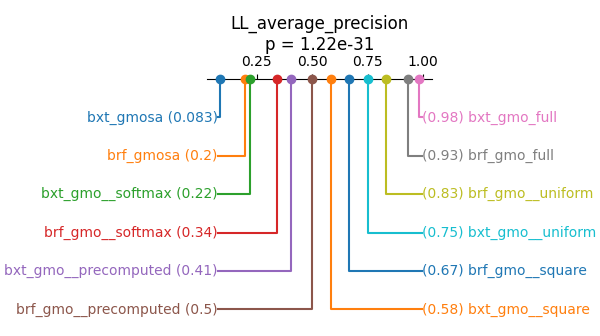 LL_average_precision
p = 1.22e-31
0.25 0.50 0.75 1.00
bxt_gmosa (0.083) (0.98) bxt_gmo_full
brf_gmosa (0.2) (0.93) brf_gmo_full
bxt_gmo__softmax (0.22) (0.83) brf_gmo__uniform
brf_gmo__softmax (0.34) (0.75) bxt_gmo__uniform
bxt_gmo__precomputed (0.41) (0.67) brf_gmo__square
brf_gmo__precomputed (0.5) (0.58) bxt_gmo__square